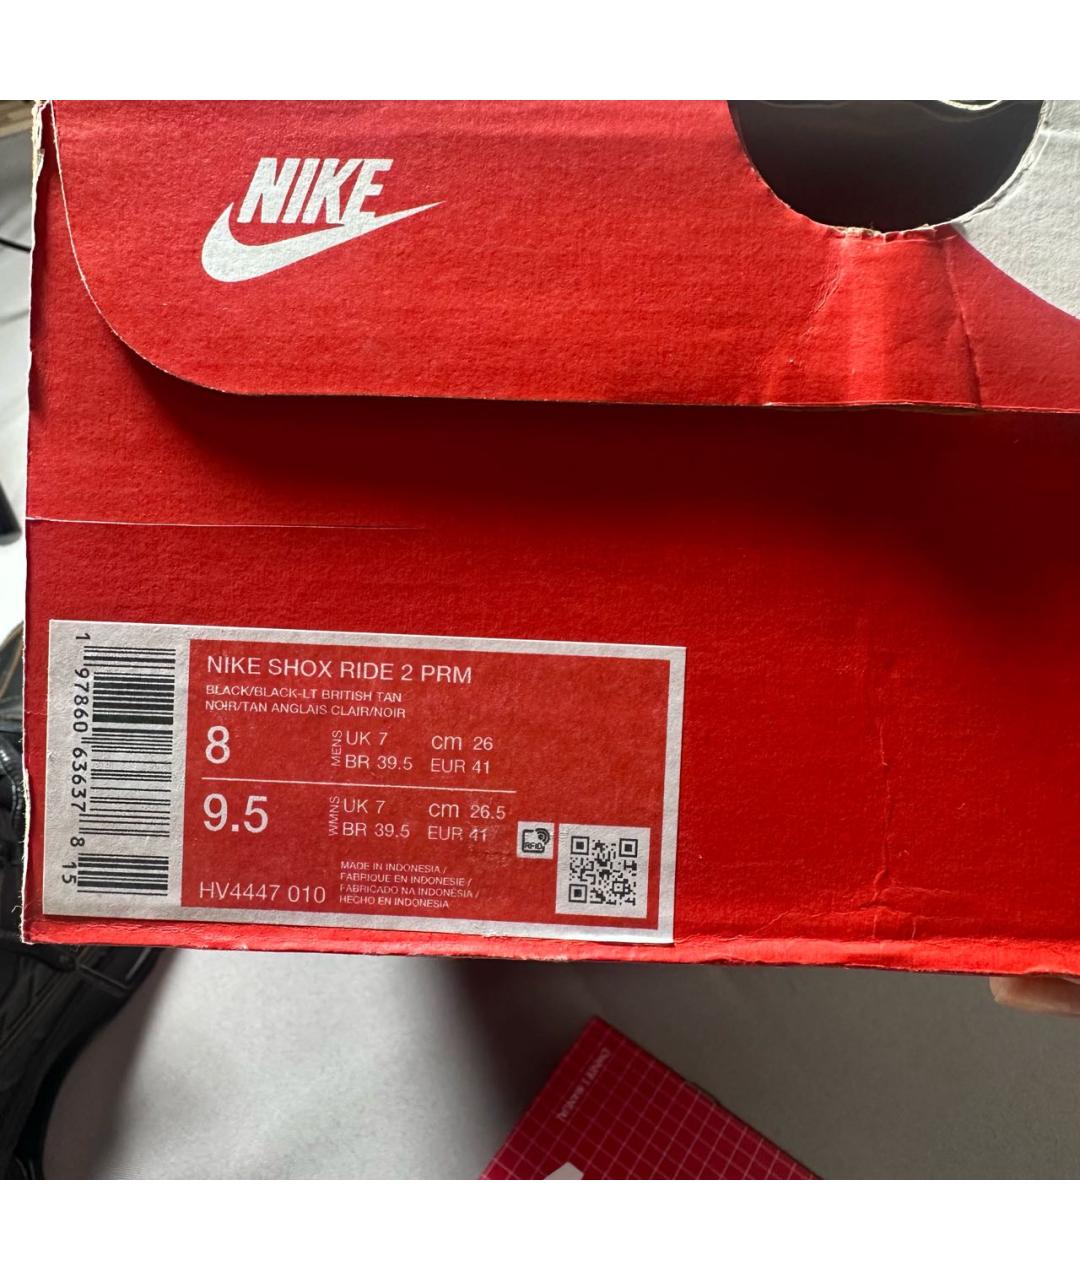 NIKE
1 97860 63637 8 15
NIKE SHOX RIDE 2 PRM
BLACK/BLACK-LT BRITISH TAN
NOIR/TAN ANGLAIS CLAIR/NOIR
8 MENS UK 7 cm 26
BR 39.5 EUR 41
9.5 WMNS UK 7 cm 26.5
BR 39.5 EUR 41
RFID
HV4447 010
MADE IN INDONESIA /
FABRIQUE EN INDONESIE /
FABRICADO NA INDONÉSIA /
HECHO EN INDONESIA